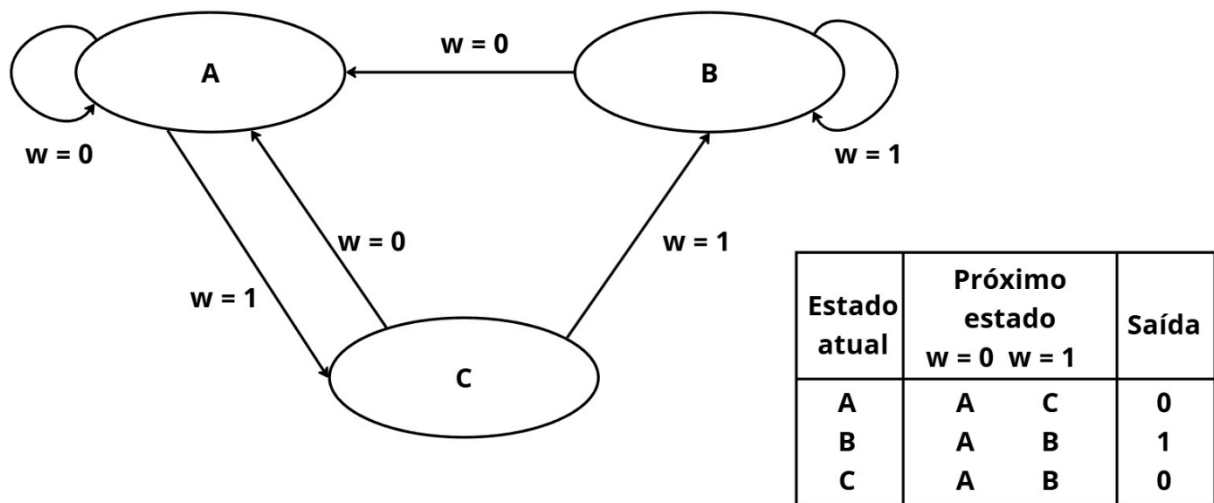 w = 0
A
B
w = 0
w = 1
w = 0
w = 1
w = 1
C
Estado atual
Próximo estado
w = 0 w = 1
Saída
A A C 0
B A B 1
C A B 0